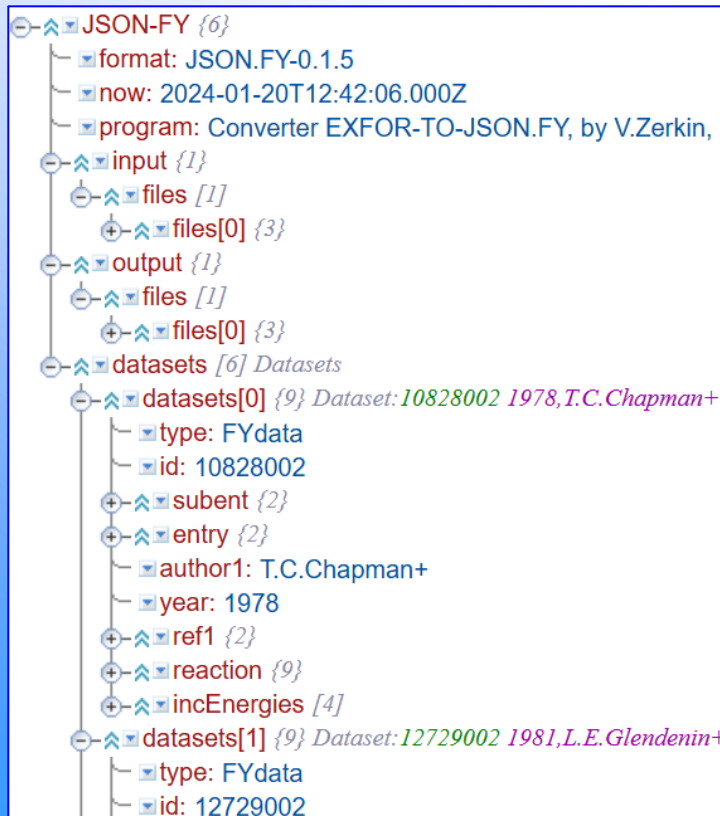 JSON-FY {6}
format: JSON.FY-0.1.5
now: 2024-01-20T12:42:06.000Z
program: Converter EXFOR-TO-JSON.FY, by V.Zerkin,
input {1}
files [1]
files[0] {3}
output {1}
files [1]
files[0] {3}
datasets [6] Datasets
datasets[0] {9} Dataset:10828002 1978,T.C.Chapman+
type: FYdata
id: 10828002
subent {2}
entry {2}
author1: T.C.Chapman+
year: 1978
ref1 {2}
reaction {9}
incEnergies [4]
datasets[1] {9} Dataset:12729002 1981,L.E.Glendenin+
type: FYdata
id: 12729002